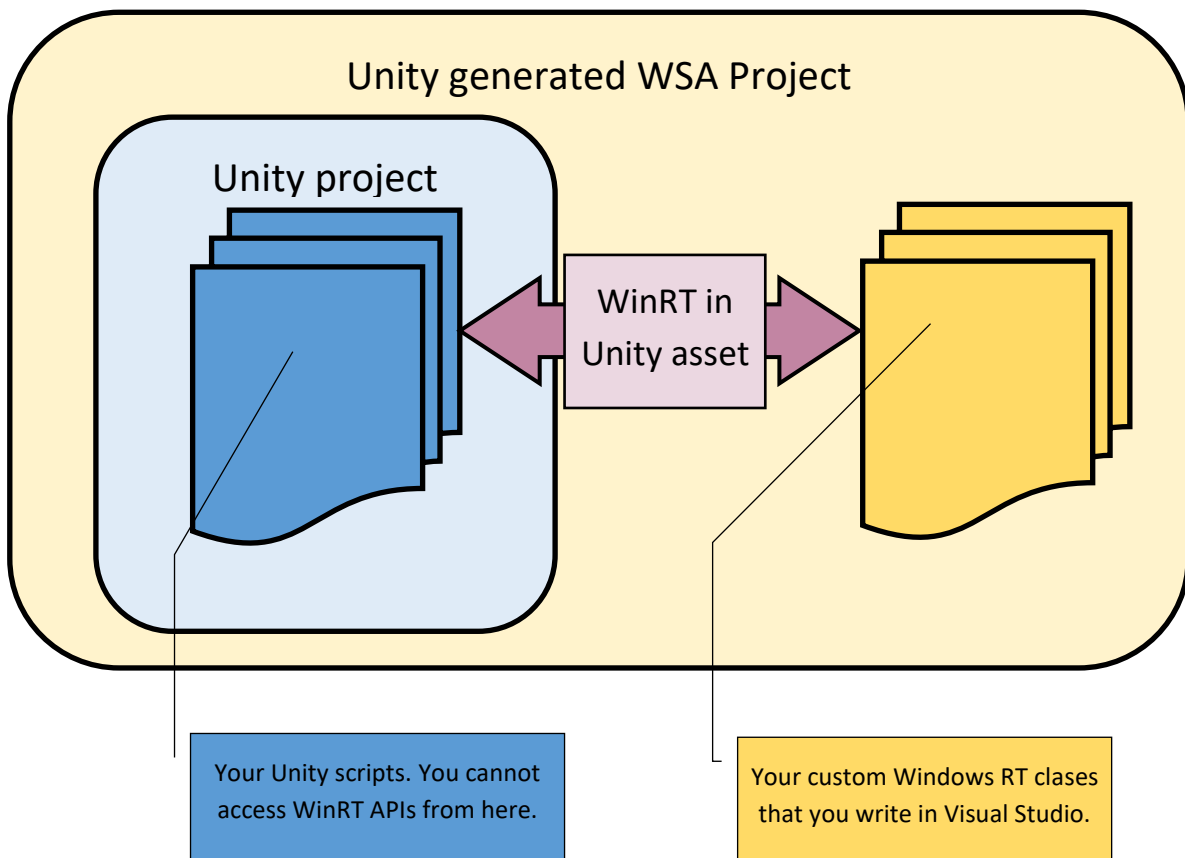 Unity generated WSA Project
Unity project
WinRT in
Unity asset
Your Unity scripts. You cannot
access WinRT APIs from here.
Your custom Windows RT clases
that you write in Visual Studio.